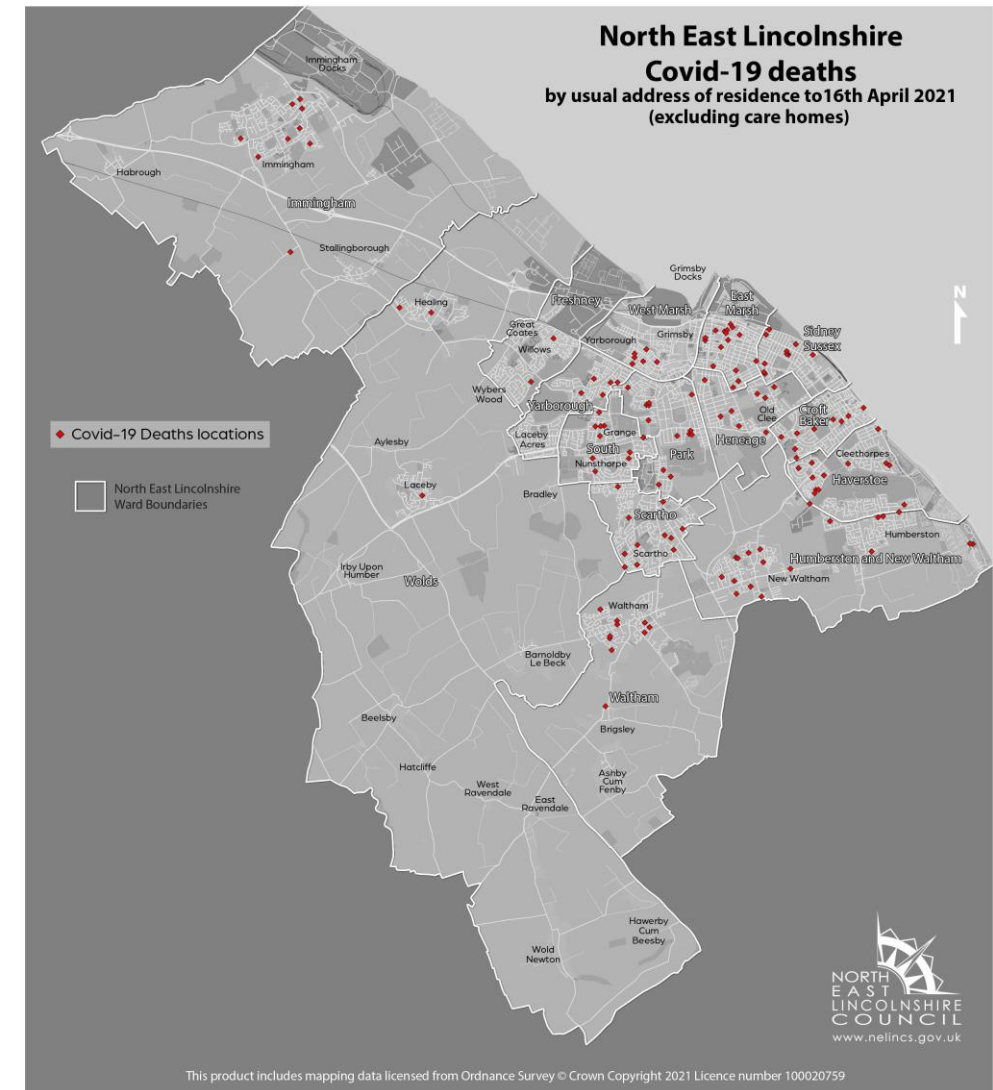 North East Lincolnshire
Covid-19 deaths
by usual address of residence to16th April 2021
(excluding care homes)
Immingham
Docks
Immingham
Habrough
Immingham
Stallingborough
Healing
Grimsby
Docks
Freshney
West Marsh
East
Marsh
N
Great
Coates
Willows
Yarborough
Grimsby
Sidney
Sussex
Wybers
Wood
Yarborough
Old
Clee
Croft
Baker
Laceby
Acres
Grange
Heneage
South
Park
Cleethorpes
Nunsthorpe
Haverstoe
Covid-19 Deaths locations
Aylesby
Laceby
Bradley
North East Lincolnshire
Ward Boundaries
Scartho
Humberston
Scartho
Humberston and New Waltham
Irby Upon
Humber
Wolds
New Waltham
Waltham
Barnoldby
Le Beck
Waltham
Beelsby
Brigsley
Hatcliffe
Ashby
Cum
Fenby
West
Ravendale
East
Ravendale
Hawerby
Cum
Beesby
Wold
Newton
NORTH
EAST
LINCOLNSHIRE
COUNCIL
www.nelincs.gov.uk
This product includes mapping data licensed from Ordnance Survey © Crown Copyright 2021 Licence number 100020759